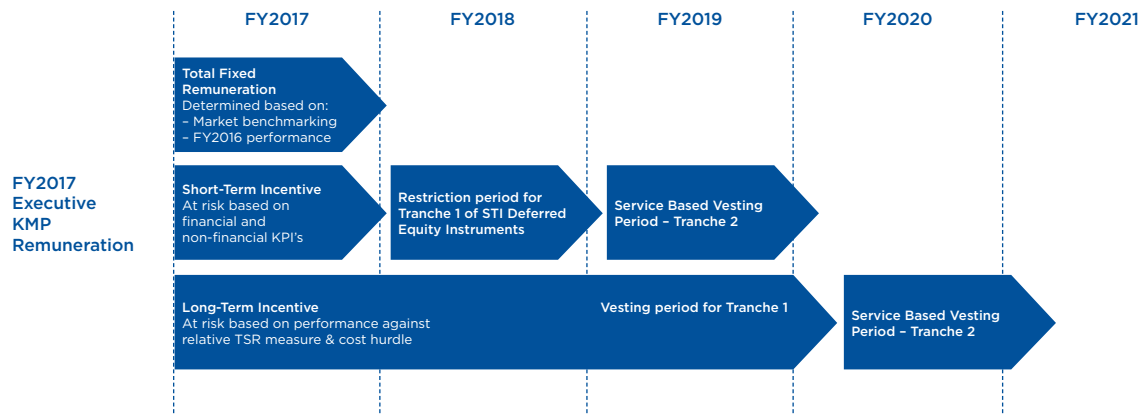 FY2017
FY2018
FY2019
FY2020
FY2021
FY2017
Executive
KMP
Remuneration
Total Fixed
Remuneration
Determined based on:
– Market benchmarking
– FY2016 performance
Short-Term Incentive
At risk based on
financial and
non-financial KPI's
Restriction period for
Tranche 1 of STI Deferred
Equity Instruments
Service Based Vesting
Period – Tranche 2
Long-Term Incentive
At risk based on performance against
relative TSR measure & cost hurdle
Vesting period for Tranche 1
Service Based Vesting
Period – Tranche 2